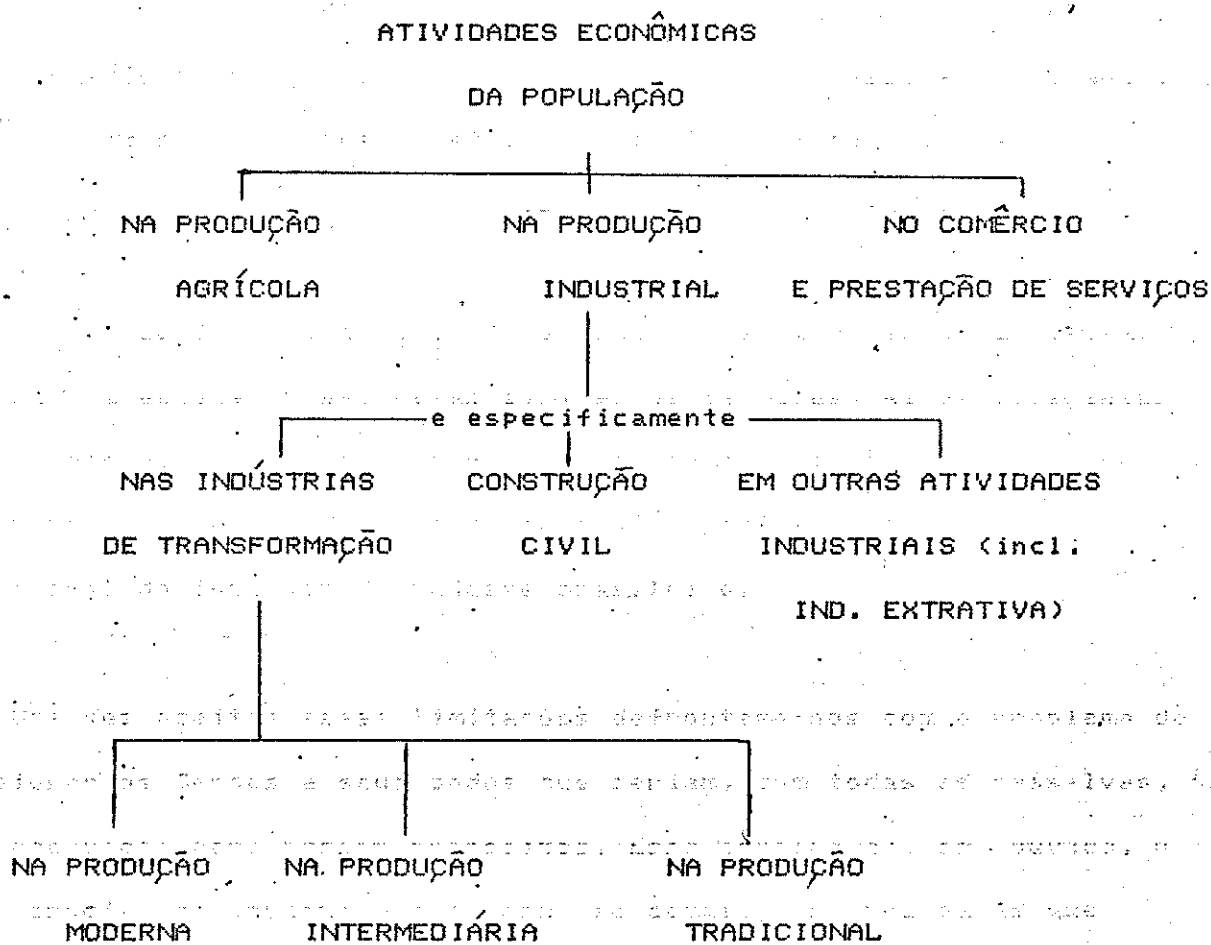 ATIVIDADES ECONÔMICAS
DA POPULAÇÃO
NA PRODUÇÃO NA PRODUÇÃO NO COMÊRCIO
AGRÍCOLA INDUSTRIAL E PRESTAÇÃO DE SERVIÇOS
e especificamente
NAS INDÚSTRIAS CONSTRUÇÃO EM OUTRAS ATIVIDADES
DE TRANSFORMAÇÃO CIVIL INDUSTRIAIS (incl.
IND. EXTRATIVA)
NA PRODUÇÃO NA PRODUÇÃO NA PRODUÇÃO
MODERNA INTERMEDIÁRIA TRADICIONAL